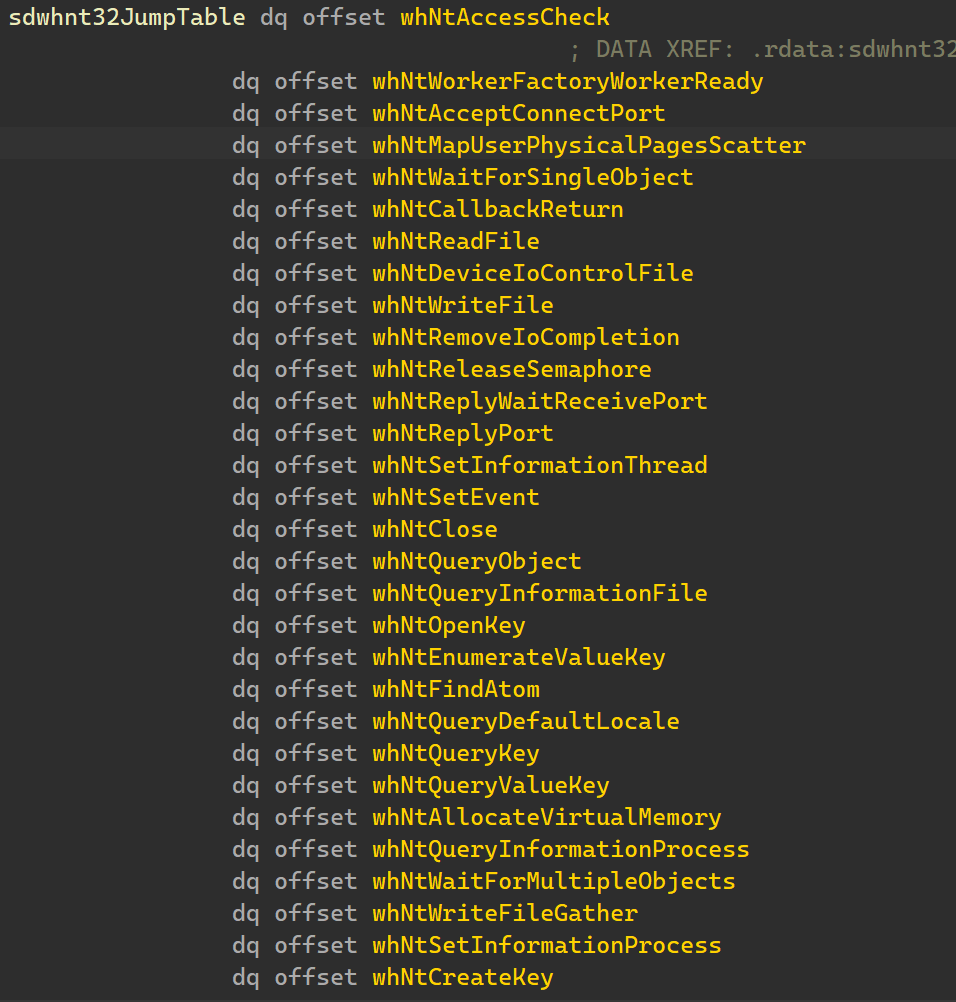 sdwhnt32JumpTable dq offset whNtAccessCheck
; DATA XREF: .rdata:sdwhnt32
dq offset whNtWorkerFactoryWorkerReady
dq offset whNtAcceptConnectPort
dq offset whNtMapUserPhysicalPagesScatter
dq offset whNtWaitForSingleObject
dq offset whNtCallbackReturn
dq offset whNtReadFile
dq offset whNtDeviceIoControlFile
dq offset whNtWriteFile
dq offset whNtRemoveIoCompletion
dq offset whNtReleaseSemaphore
dq offset whNtReplyWaitReceivePort
dq offset whNtReplyPort
dq offset whNtSetInformationThread
dq offset whNtSetEvent
dq offset whNtClose
dq offset whNtQueryObject
dq offset whNtQueryInformationFile
dq offset whNtOpenKey
dq offset whNtEnumerateValueKey
dq offset whNtFindAtom
dq offset whNtQueryDefaultLocale
dq offset whNtQueryKey
dq offset whNtQueryValueKey
dq offset whNtAllocateVirtualMemory
dq offset whNtQueryInformationProcess
dq offset whNtWaitForMultipleObjects
dq offset whNtWriteFileGather
dq offset whNtSetInformationProcess
dq offset whNtCreateKey